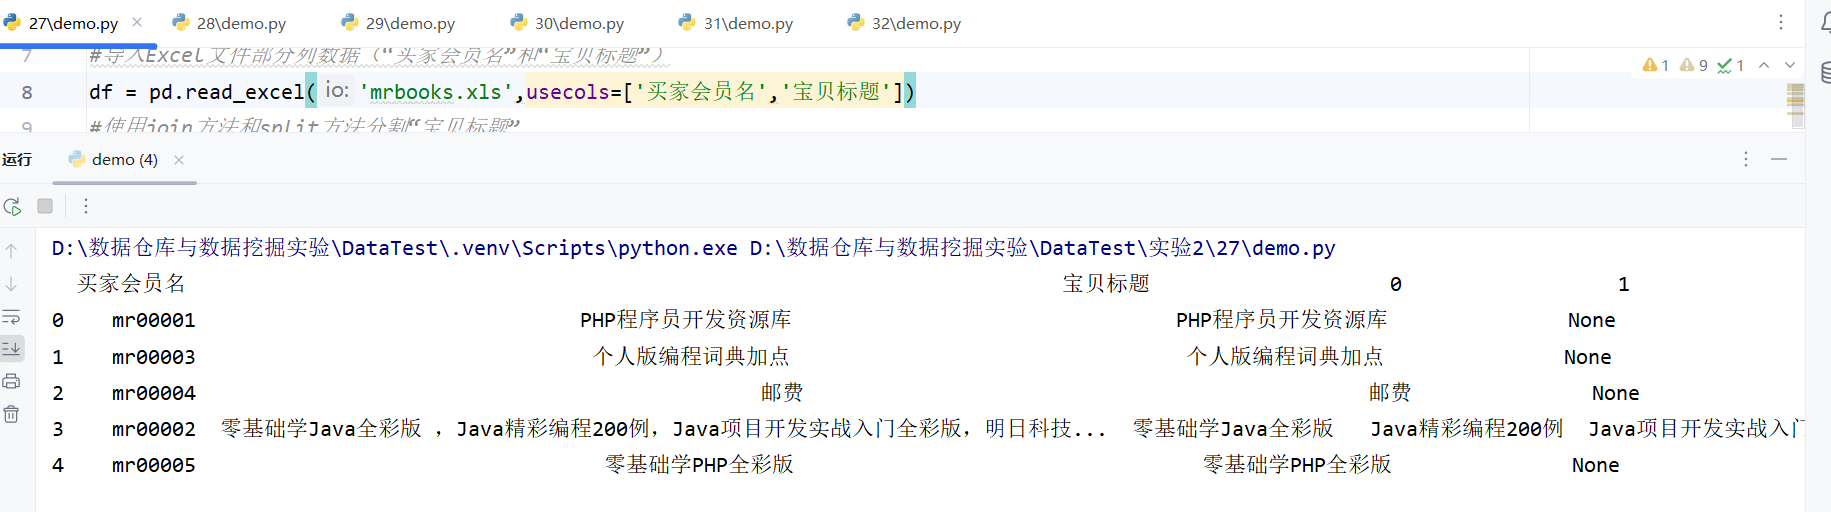 27\demo.py 28\demo.py 29\demo.py 30\demo.py 31\demo.py 32\demo.py
7 #导入Excel文件部分列数据（“买家会员名”和“宝贝标题”）
1 9 1
8 df = pd.read_excel( io: 'mrbooks.xls',usecols=['买家会员名','宝贝标题'])
9 #使用join方法和split方法分割“宝贝标题”
运行 demo (4)
D:\数据仓库与数据挖掘实验\DataTest\.venv\Scripts\python.exe D:\数据仓库与数据挖掘实验\DataTest\实验2\27\demo.py
买家会员名 宝贝标题 0 1
0 mr00001 PHP程序员开发资源库 PHP程序员开发资源库 None
1 mr00003 个人版编程词典加点 个人版编程词典加点 None
2 mr00004 邮费 邮费 None
3 mr00002 零基础学Java全彩版 ，Java精彩编程200例，Java项目开发实战入门全彩版，明日科技... 零基础学Java全彩版 Java精彩编程200例 Java项目开发实战入门
4 mr00005 零基础学PHP全彩版 零基础学PHP全彩版 None